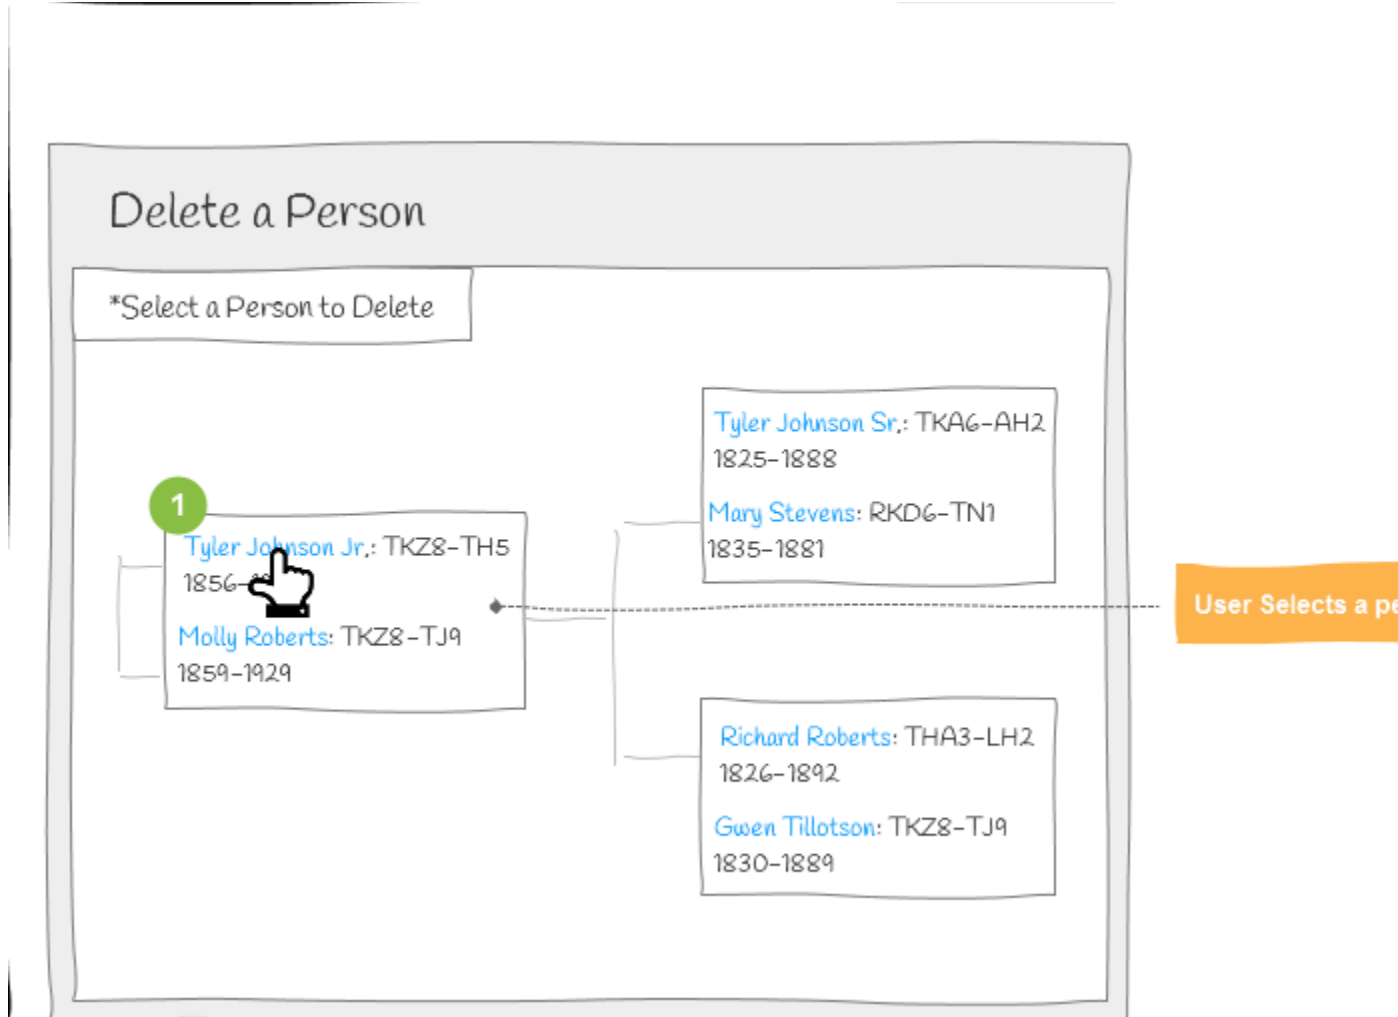 Delete a Person
*Select a Person to Delete
Tyler Johnson Sr.: TKA6-AH2
1825-1888
Mary Stevens: RKD6-TN1
1835-1881
1
Tyler Johnson Jr.: TKZ8-TH5
1856-
Molly Roberts: TKZ8-TJ9
1859-1929
User Selects a
Richard Roberts: THA3-LH2
1826-1892
Gwen Tillotson: TKZ8-TJ9
1830-1889